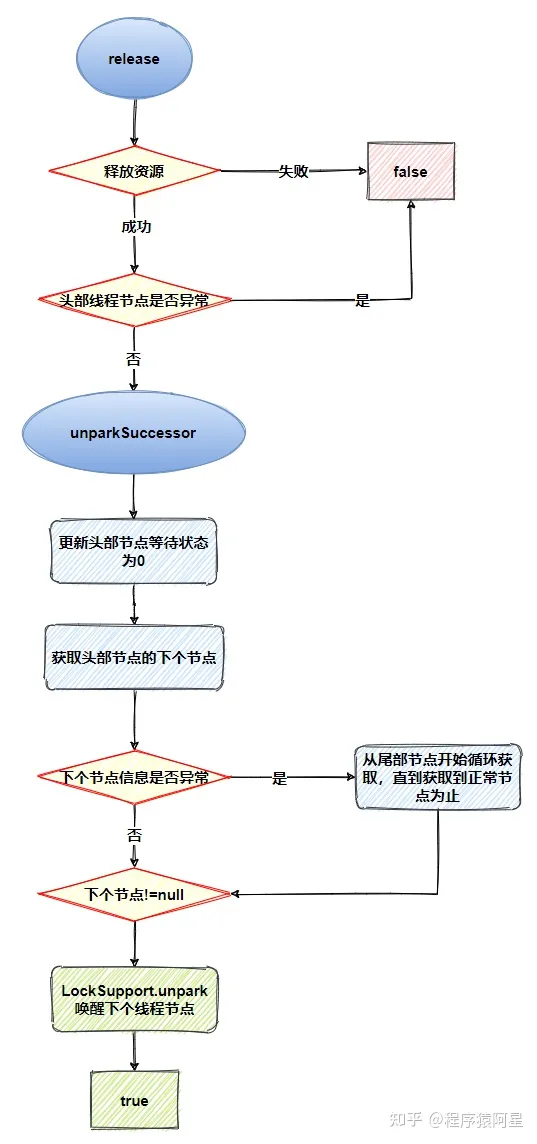 release
释放资源
失败
false
成功
头部线程节点是否异常
是
否
unparkSuccessor
更新头部节点等待状态
为0
获取头部节点的下个节点
下个节点信息是否异常
是
从尾部节点开始循环获
取，直到获取到正常节
点为止
否
下个节点!=null
LockSupport.unpark
唤醒下个线程节点
true
知乎 @程序猿阿星